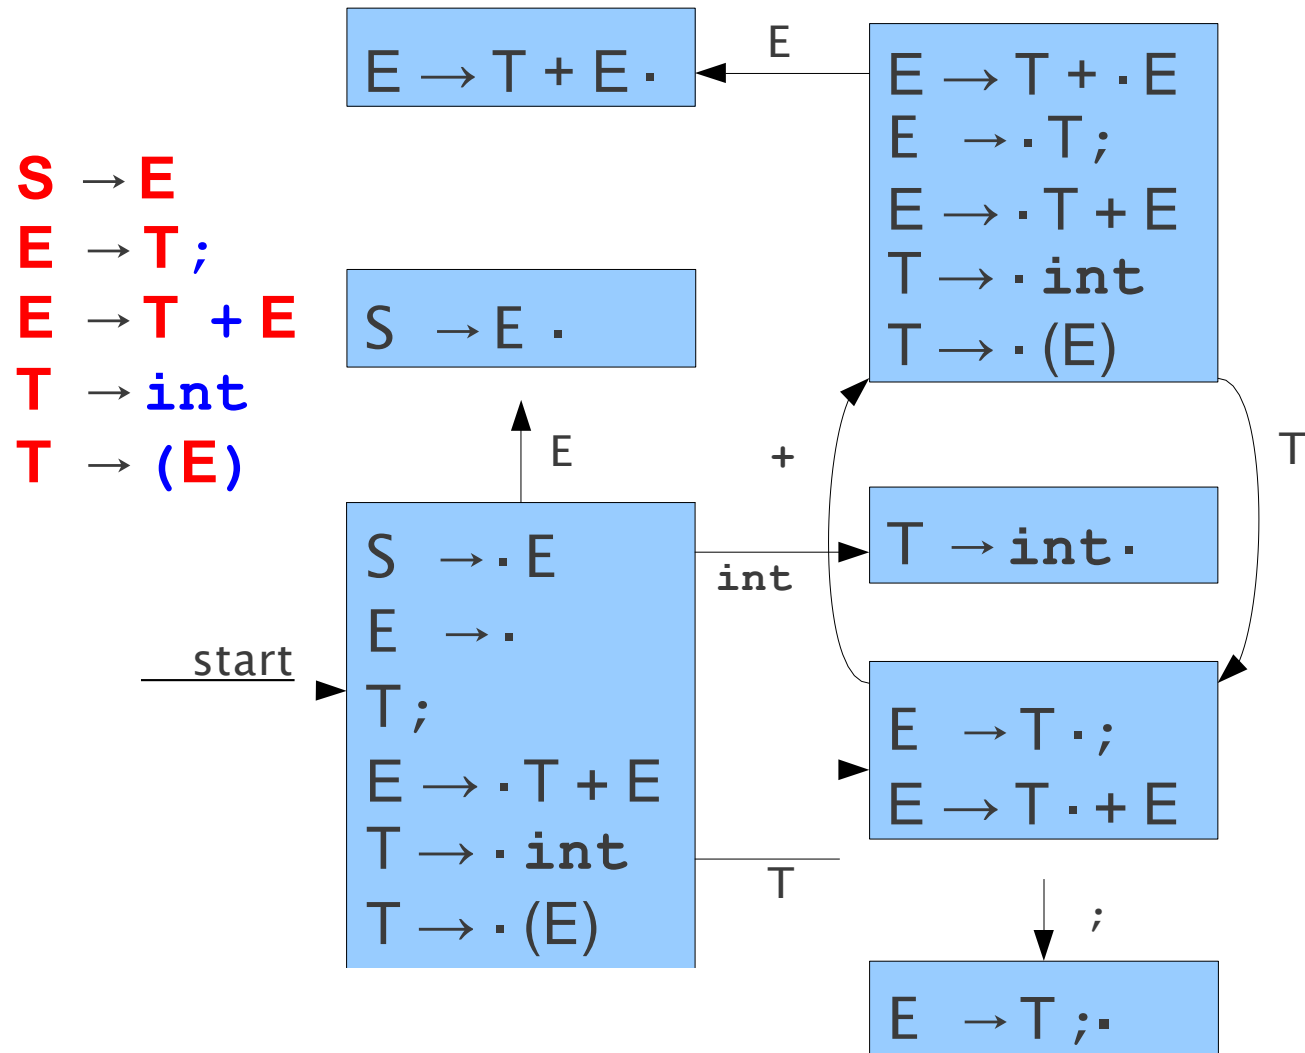 S → E
E → T ;
E → T + E
T → int
T → (E)
E → T + E ·
E
E → T + · E
E → · T ;
E → · T + E
T → · int
T → · (E)
S → E ·
E
+
T
start
S → · E
E → ·
T ;
E → · T + E
T → · int
T → · (E)
int
T → int ·
T
E → T · ;
E → T · + E
;
E → T ; ·